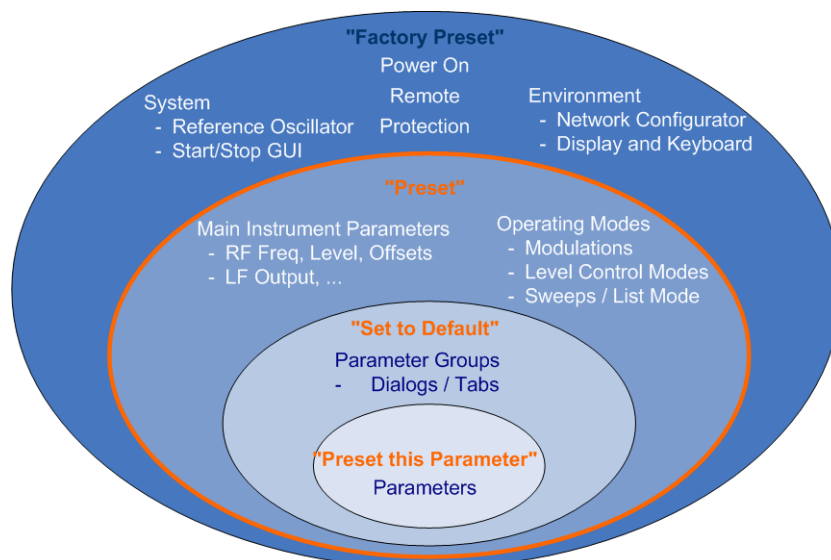 "Factory Preset"
Power On
Remote
Protection
System
- Reference Oscillator
- Start/Stop GUI
Environment
- Network Configurator
- Display and Keyboard
"Preset"
Main Instrument Parameters
- RF Freq, Level, Offsets
- LF Output, ...
Operating Modes
- Modulations
- Level Control Modes
- Sweeps / List Mode
"Set to Default"
Parameter Groups
- Dialogs / Tabs
"Preset this Parameter"
Parameters